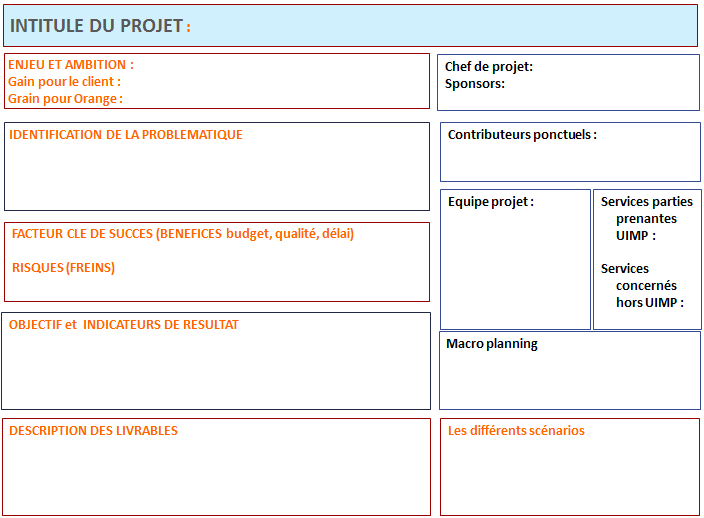 INTITULE DU PROJET :
ENJEU ET AMBITION :
Gain pour le client :
Grain pour Orange :
Chef de projet:
Sponsors:
IDENTIFICATION DE LA PROBLEMATIQUE
Contributeurs ponctuels :
Equipe projet :
Services parties
prenantes
UIMP :
Services
concernés
hors UIMP :
FACTEUR CLE DE SUCCES (BENEFICES budget, qualité, délai)
RISQUES (FREINS)
OBJECTIF et INDICATEURS DE RESULTAT
Macro planning
DESCRIPTION DES LIVRABLES
Les différents scénarios